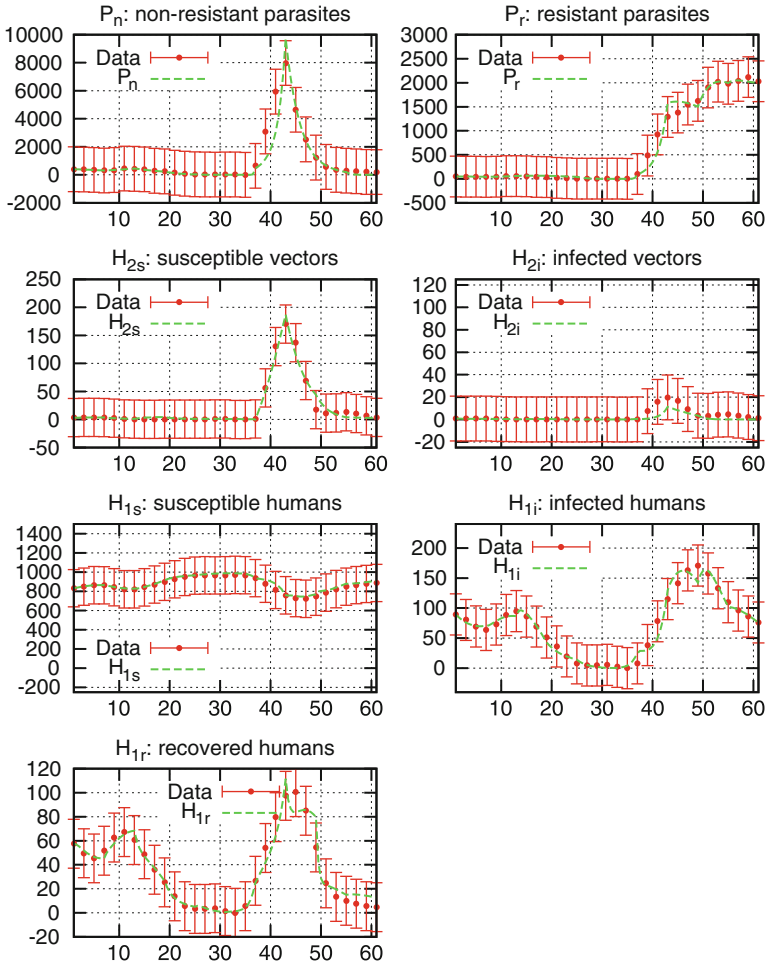 Pn: non-resistant parasites
10000
8000
6000
4000
2000
0
-2000
Data
Pn
10 20 30 40 50 60
Pr: resistant parasites
3000
2500
2000
1500
1000
500
0
-500
Data
Pr
10 20 30 40 50 60
H2s: susceptible vectors
250
200
150
100
50
0
-50
Data
H2s
0 10 20 30 40 50 60
H2i: infected vectors
120
100
80
60
40
20
0
-20
Data
H2i
10 20 30 40 50 60
H1s: susceptible humans
1400
1200
1000
800
600
400
200
0
-200
Data
H1s
10 20 30 40 50 60
H1i: infected humans
200
150
100
50
0
Data
H1i
10 20 30 40 50 60
H1r: recovered humans
120
100
80
60
40
20
0
-20
Data
H1r
10 20 30 40 50 60